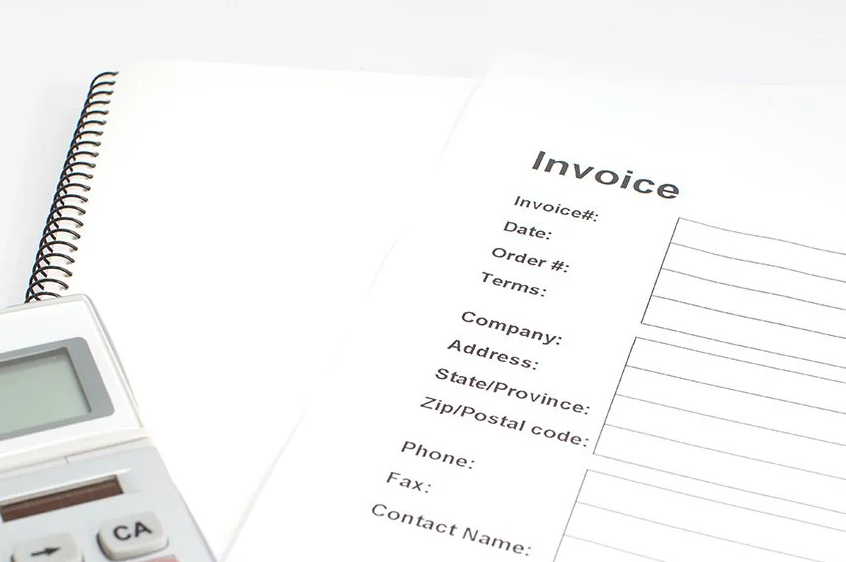 Invoice
Invoice#:
Date:
Order #:
Terms:
Company:
Address:
State/Province:
Zip/Postal code:
Phone:
Fax:
Contact Name:
CA
→